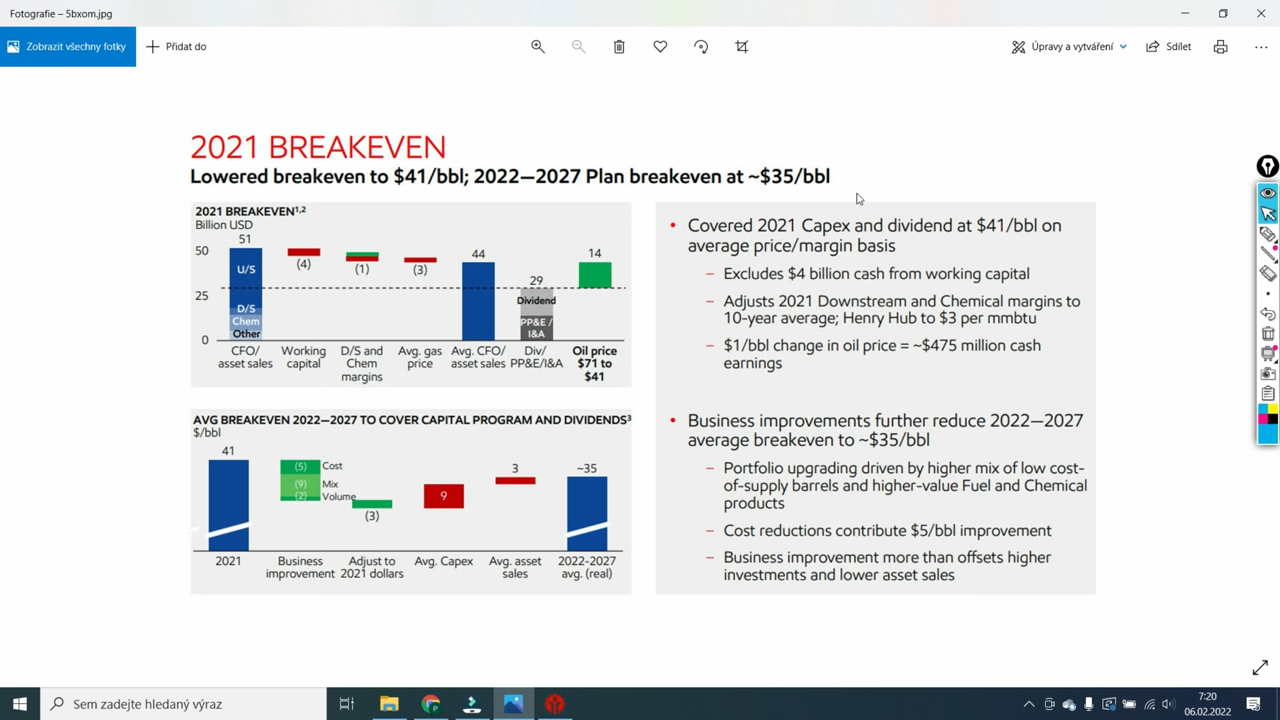 Fotografie – 5bxom.jpg
Zobrazit všechny fotky
Přidat do
Úpravy a vytváření
Sdílet
2021 BREAKEVEN
Lowered breakeven to $41/bbl; 2022—2027 Plan breakeven at ~$35/bbl
2021 BREAKEVEN1,2
Billion USD
51
50
25
0
U/S
D/S
Chem
Other
(4)
(1)
(3)
44
29
Dividend
PP&E /
I&A
14
CFO/
asset sales
Working
capital
D/S and
Chem
margins
Avg. gas
price
Avg. CFO/
asset sales
Div/
PP&E/I&A
Oil price
$71 to
$41
AVG BREAKEVEN 2022—2027 TO COVER CAPITAL PROGRAM AND DIVIDENDS3
$/bbl
41
(5)
Cost
(9)
Mix
(2)
Volume
(3)
9
3
~35
2021
Business
improvement
Adjust to
2021 dollars
Avg. Capex
Avg. asset
sales
2022-2027
avg. (real)
• Covered 2021 Capex and dividend at $41/bbl on
average price/margin basis
– Excludes $4 billion cash from working capital
– Adjusts 2021 Downstream and Chemical margins to
10-year average; Henry Hub to $3 per mmbtu
– $1/bbl change in oil price = ~$475 million cash
earnings
• Business improvements further reduce 2022—2027
average breakeven to ~$35/bbl
– Portfolio upgrading driven by higher mix of low cost-
of-supply barrels and higher-value Fuel and Chemical
products
– Cost reductions contribute $5/bbl improvement
– Business improvement more than offsets higher
investments and lower asset sales
Sem zadejte hledaný výraz
7:20
06.02.2022